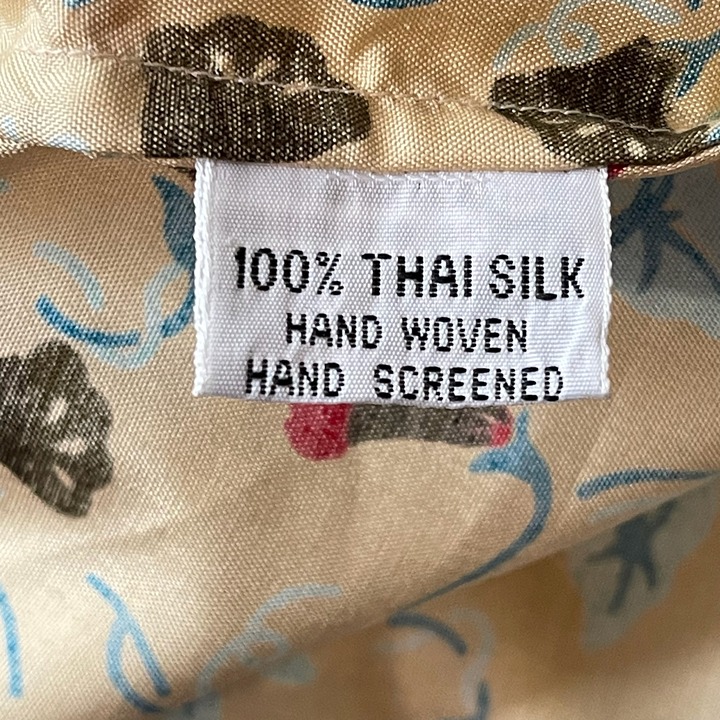 100% THAI SILK
HAND WOVEN
HAND SCREENED